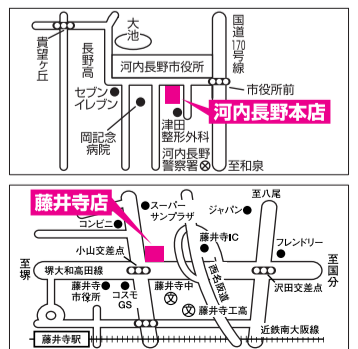 大池
貴望ヶ丘
長野高
国道170号線
河内長野市役所
セブン
イレブン
市役所前
河内長野本店
岡記念
病院
津田
整形外科
河内長野
警察署
至和泉
藤井寺店
スーパー
サンプラザ
至八尾
ジャパン
コンビニ
小山交差点
藤井寺IC
フレンドリー
至堺
堺大和高田線
西名阪道
至国分
藤井寺
市役所
コスモ
GS
藤井寺中
文
沢田交差点
文
藤井寺工高
近鉄南大阪線
藤井寺駅